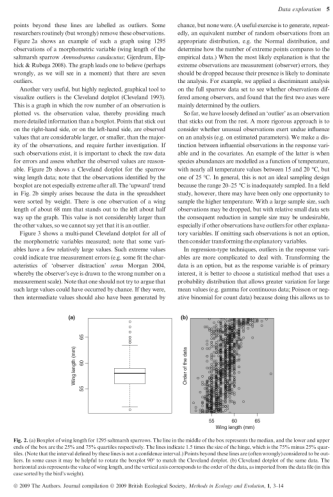 Data exploration 5
points beyond these lines are labelled as outliers. Some
researchers routinely (but wrongly) remove these observations.
Figure 2a shows an example of such a graph using 1295
observations of a morphometric variable (wing length of the
saltmarsh sparrow Ammodramus caudacutus; Gjerdrum, Elp-
hick & Rubega 2008). The graph leads one to believe (perhaps
wrongly, as we will see in a moment) that there are seven
outliers.
Another very useful, but highly neglected, graphical tool to
visualize outliers is the Cleveland dotplot (Cleveland 1993).
This is a graph in which the row number of an observation is
plotted vs. the observation value, thereby providing much
more detailed information than a boxplot. Points that stick out
on the right-hand side, or on the left-hand side, are observed
values that are considerably larger, or smaller, than the major-
ity of the observations, and require further investigation. If
such observations exist, it is important to check the raw data
for errors and assess whether the observed values are reason-
able. Figure 2b shows a Cleveland dotplot for the sparrow
wing length data; note that the observations identified by the
boxplot are not especially extreme after all. The 'upward' trend
in Fig. 2b simply arises because the data in the spreadsheet
were sorted by weight. There is one observation of a wing
length of about 68 mm that stands out to the left about half
way up the graph. This value is not considerably larger than
the other values, so we cannot say yet that it is an outlier.
Figure 3 shows a multi-panel Cleveland dotplot for all of
the morphometric variables measured; note that some vari-
ables have a few relatively large values. Such extreme values
could indicate true measurement errors (e.g. some fit the char-
acteristics of 'observer distraction' sensu Morgan 2004,
whereby the observer's eye is drawn to the wrong number on a
measurement scale). Note that one should not try to argue that
such large values could have occurred by chance. If they were,
then intermediate values should also have been generated by
chance, but none were. (A useful exercise is to generate, repeat-
edly, an equivalent number of random observations from an
appropriate distribution, e.g. the Normal distribution, and
determine how the number of extreme points compares to the
empirical data.) When the most likely explanation is that the
extreme observations are measurement (observer) errors, they
should be dropped because their presence is likely to dominate
the analysis. For example, we applied a discriminant analysis
on the full sparrow data set to see whether observations dif-
fered among observers, and found that the first two axes were
mainly determined by the outliers.
So far, we have loosely defined an 'outlier' as an observation
that sticks out from the rest. A more rigorous approach is to
consider whether unusual observations exert undue influence
on an analysis (e.g. on estimated parameters). We make a dis-
tinction between influential observations in the response vari-
able and in the covariates. An example of the latter is when
species abundances are modelled as a function of temperature,
with nearly all temperature values between 15 and 20 °C, but
one of 25 °C. In general, this is not an ideal sampling design
because the range 20–25 °C is inadequately sampled. In a field
study, however, there may have been only one opportunity to
sample the higher temperature. With a large sample size, such
observations may be dropped, but with relative small data sets
the consequent reduction in sample size may be undesirable,
especially if other observations have outliers for other explana-
tory variables. If omitting such observations is not an option,
then consider transforming the explanatory variables.
In regression-type techniques, outliers in the response vari-
ables are more complicated to deal with. Transforming the
data is an option, but as the response variable is of primary
interest, it is better to choose a statistical method that uses a
probability distribution that allows greater variation for large
mean values (e.g. gamma for continuous data; Poisson or neg-
ative binomial for count data) because doing this allows us to
(a)
Wing length (mm)
55
60
65
(b)
Order of the data
55
60
65
Wing length (mm)
Fig. 2. (a) Boxplot of wing length for 1295 saltmarsh sparrows. The line in the middle of the box represents the median, and the lower and upper
ends of the box are the 25% and 75% quartiles respectively. The lines indicate 1.5 times the size of the hinge, which is the 75% minus 25% quar-
tiles. (Note that the interval defined by these lines is not a confidence interval.) Points beyond these lines are (often wrongly) considered to be out-
liers. In some cases it may be helpful to rotate the boxplot 90° to match the Cleveland dotplot. (b) Cleveland dotplot of the same data. The
horizontal axis represents the value of wing length, and the vertical axis corresponds to the order of the data, as imported from the data file (in this
case sorted by the bird's weight).
© 2009 The Authors. Journal compilation © 2009 British Ecological Society, Methods in Ecology and Evolution, 1, 3–14